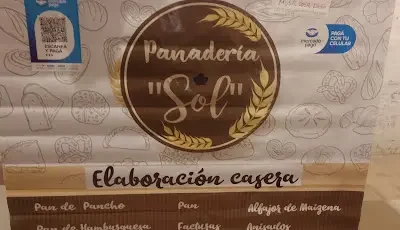 ESCANEÁ
Y PAGÁ
mercado
pago
PAGÁ
CON TU
CELULAR
Panadería
"Sol"
Elaboración casera
Pan de Pancho Pan Alfajor de Maizena
Pan de Hamburguesa Facturas Anisados